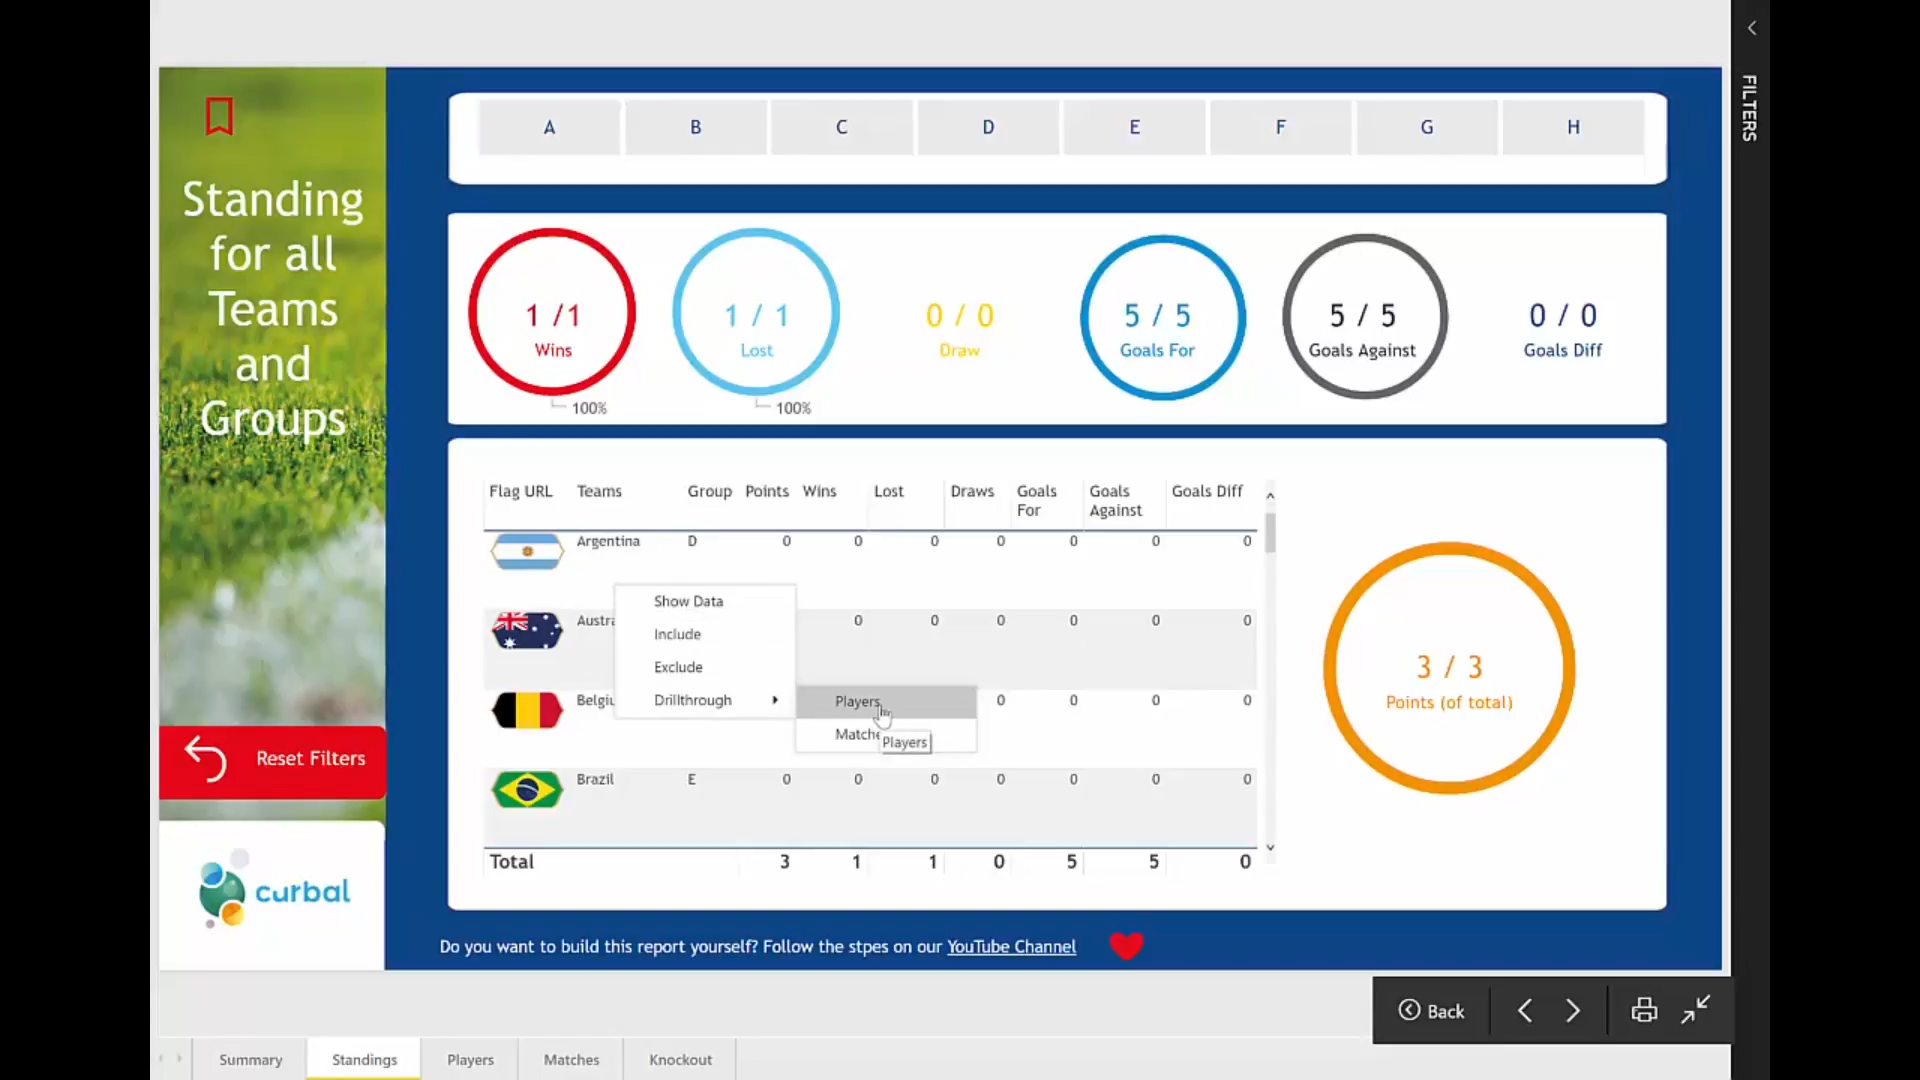 FILTERS
A B C D E F G H
Standing
for all
Teams
and
Groups
1 /1
Wins
100%
1 / 1
Lost
100%
0 / 0
Draw
5 / 5
Goals For
5 / 5
Goals Against
0 / 0
Goals Diff
Flag URL Teams Group Points Wins Lost Draws Goals For Goals Against Goals Diff
Argentina D 0 0 0 0 0 0 0
Austra 0 0 0 0 0 0
Belgiu 0 0 0 0
Brazil E 0 0 0 0 0 0 0
Total 3 1 1 0 5 5 0
Show Data
Include
Exclude
Drillthrough
Players
Matche
Players
3 / 3
Points (of total)
Reset Filters
curbal
Do you want to build this report yourself? Follow the stpes on our YouTube Channel
Back
Summary Standings Players Matches Knockout